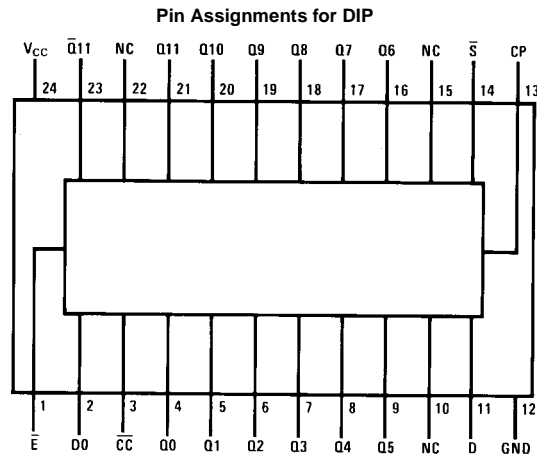 Pin Assignments for DIP
V_CC Q̅11 NC Q11 Q10 Q9 Q8 Q7 Q6 NC S̅ CP
24 23 22 21 20 19 18 17 16 15 14 13
1 2 3 4 5 6 7 8 9 10 11 12
E̅ DO C̅C̅ Q0 Q1 Q2 Q3 Q4 Q5 NC D GND